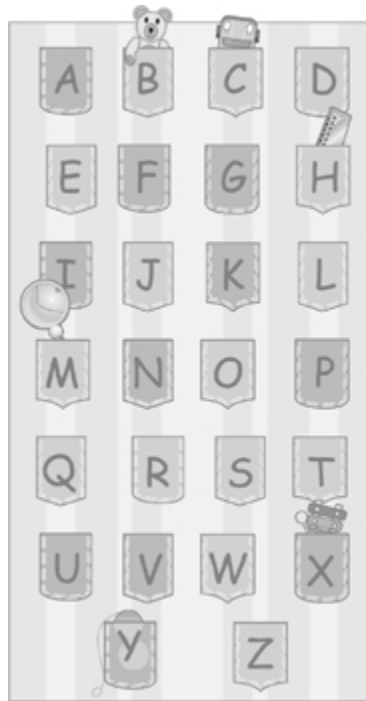 A B C D
E F G H
I J K L
M N O P
Q R S T
U V W X
Y Z